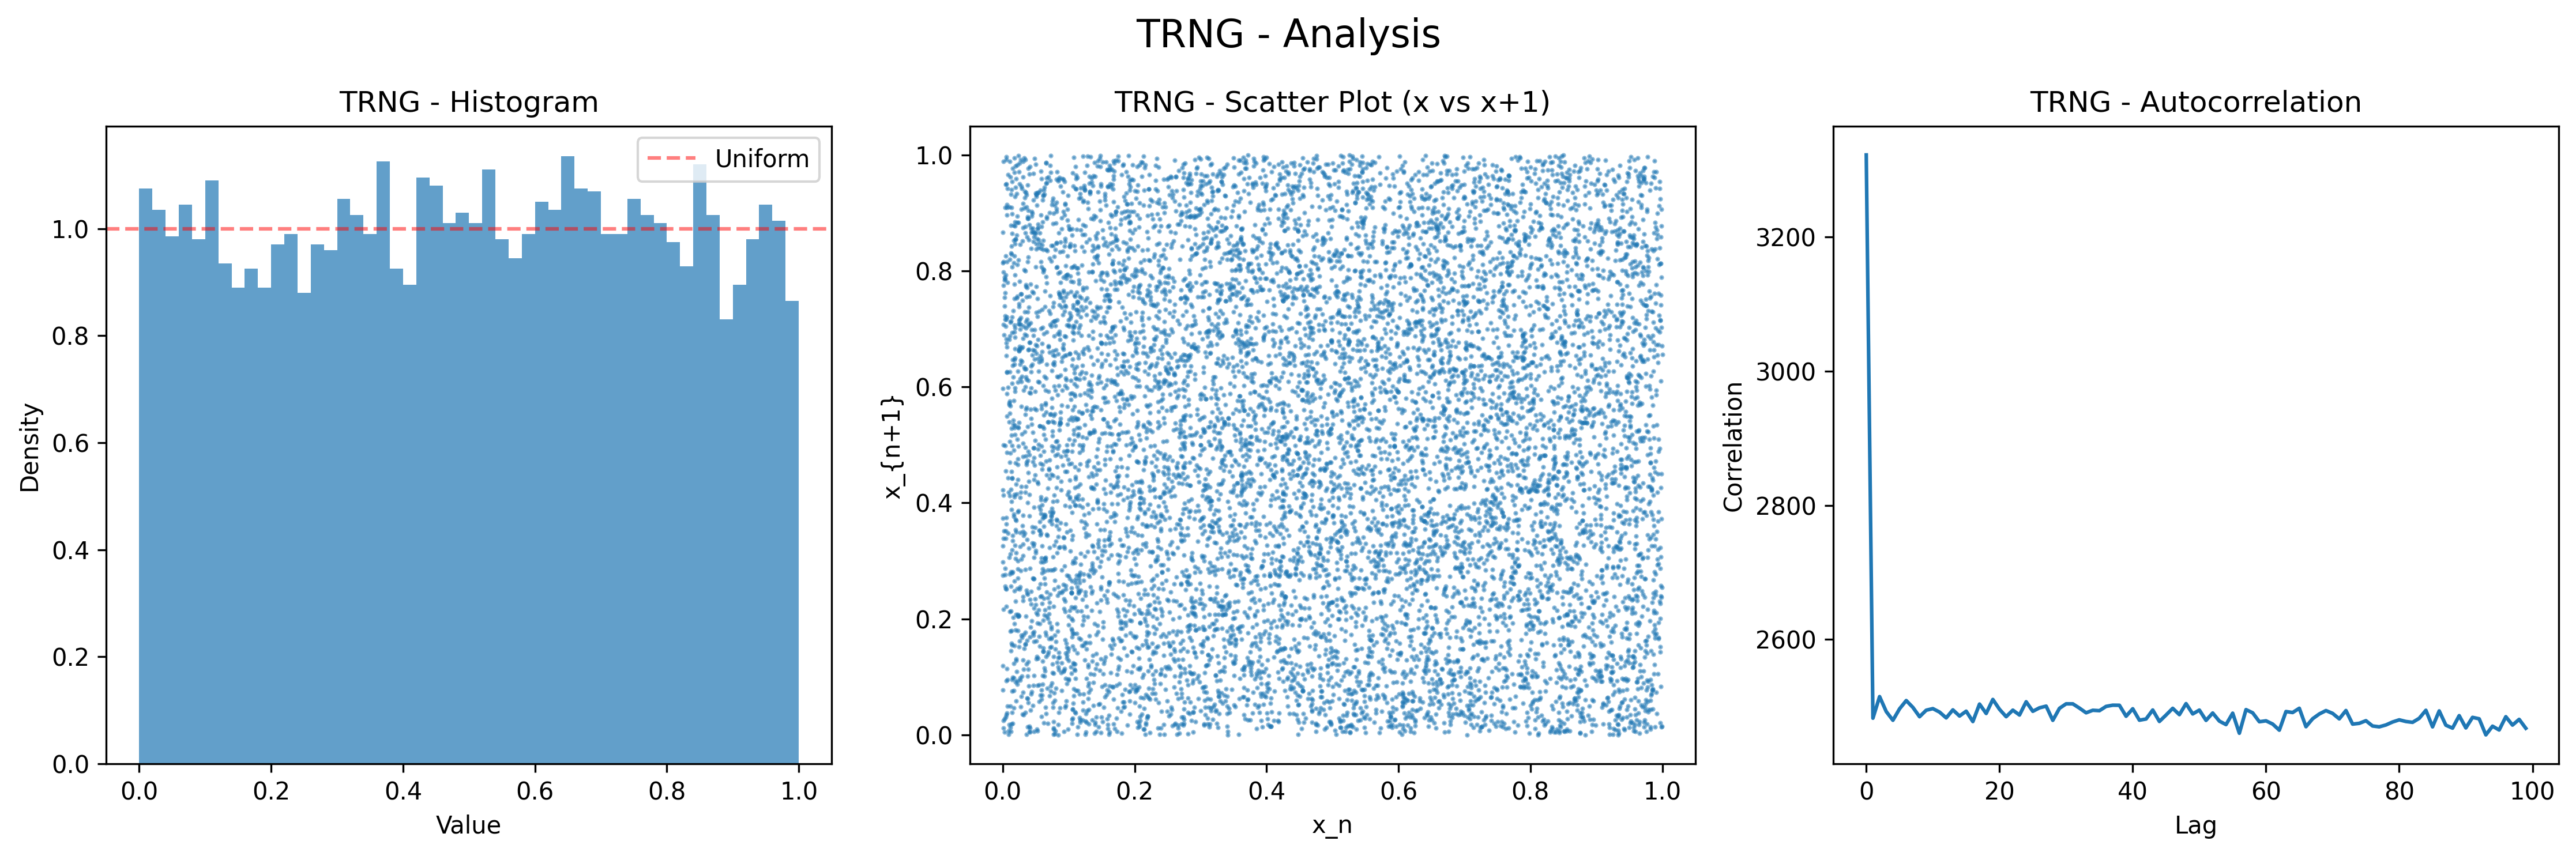 TRNG - Analysis
TRNG - Histogram
Uniform
1.0
0.8
0.6
0.4
0.2
0.0
Density
0.0 0.2 0.4 0.6 0.8 1.0
Value
TRNG - Scatter Plot (x vs x+1)
1.0
0.8
0.6
0.4
0.2
0.0
x_{n+1}
0.0 0.2 0.4 0.6 0.8 1.0
x_n
TRNG - Autocorrelation
3200
3000
2800
2600
Correlation
0 20 40 60 80 100
Lag